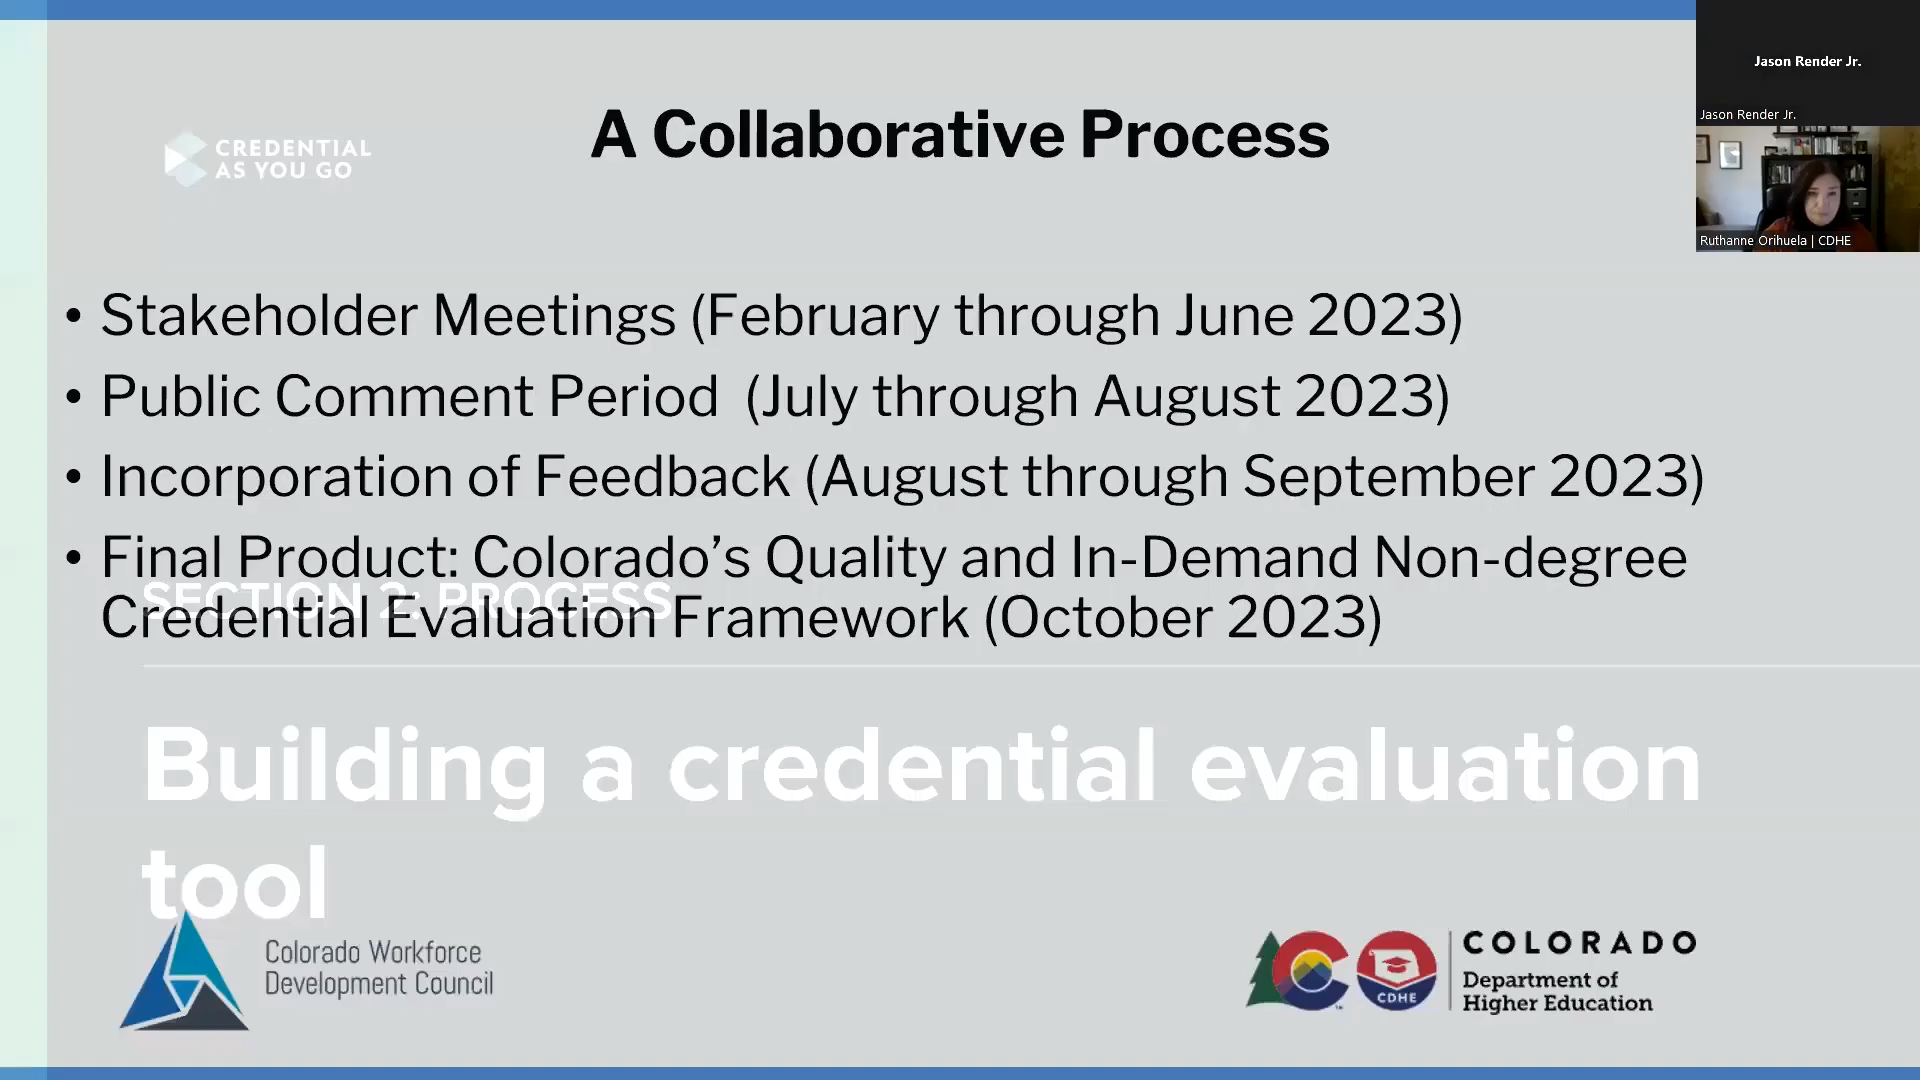 Jason Render Jr.
Jason Render Jr.
Ruthanne Orihuela | CDHE
A Collaborative Process
CREDENTIAL
AS YOU GO
• Stakeholder Meetings (February through June 2023)
• Public Comment Period (July through August 2023)
• Incorporation of Feedback (August through September 2023)
• Final Product: Colorado’s Quality and In-Demand Non-degree
Credential Evaluation Framework (October 2023)
SECTION 2: PROCESS
Building a credential evaluation
tool
Colorado Workforce
Development Council
CDHE
COLORADO
Department of
Higher Education